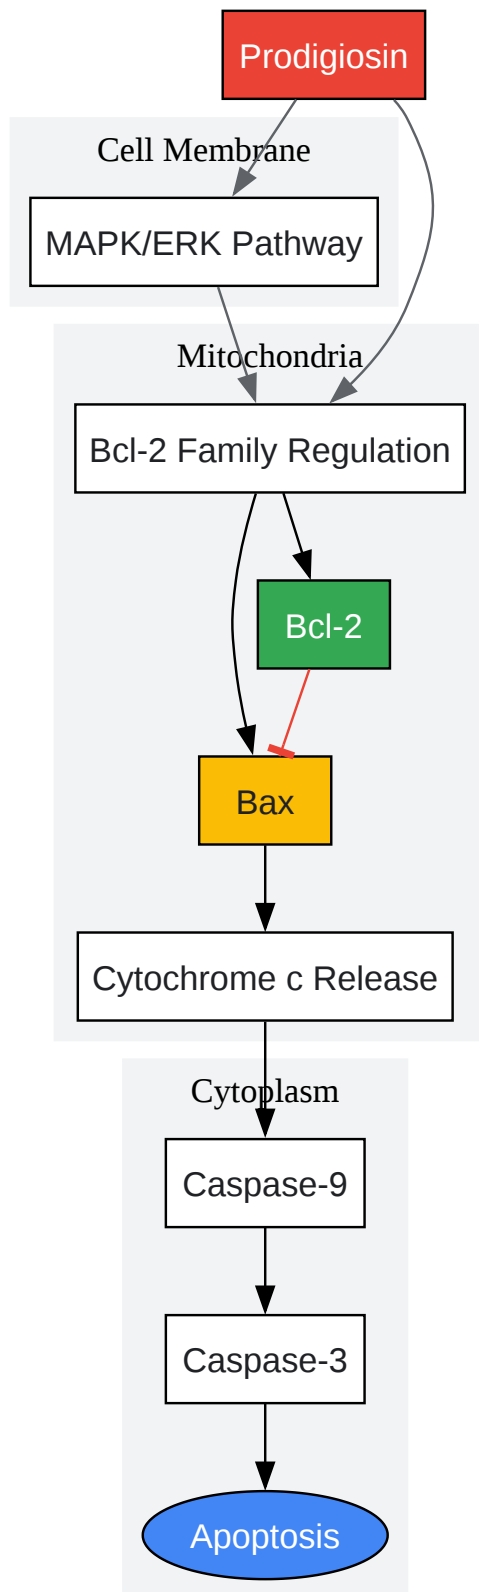 Prodigiosin
Cell Membrane
MAPK/ERK Pathway
Mitochondria
Bcl-2 Family Regulation
Bcl-2
Bax
Cytochrome c Release
Cytoplasm
Caspase-9
Caspase-3
Apoptosis